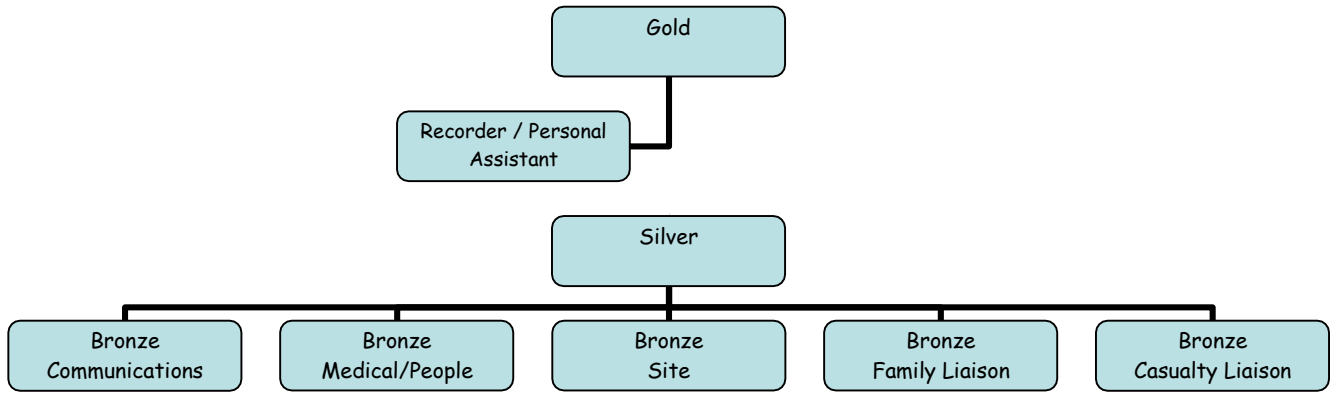 Gold
Recorder / Personal
Assistant
Silver
Bronze
Communications
Bronze
Medical/People
Bronze
Site
Bronze
Family Liaison
Bronze
Casualty Liaison